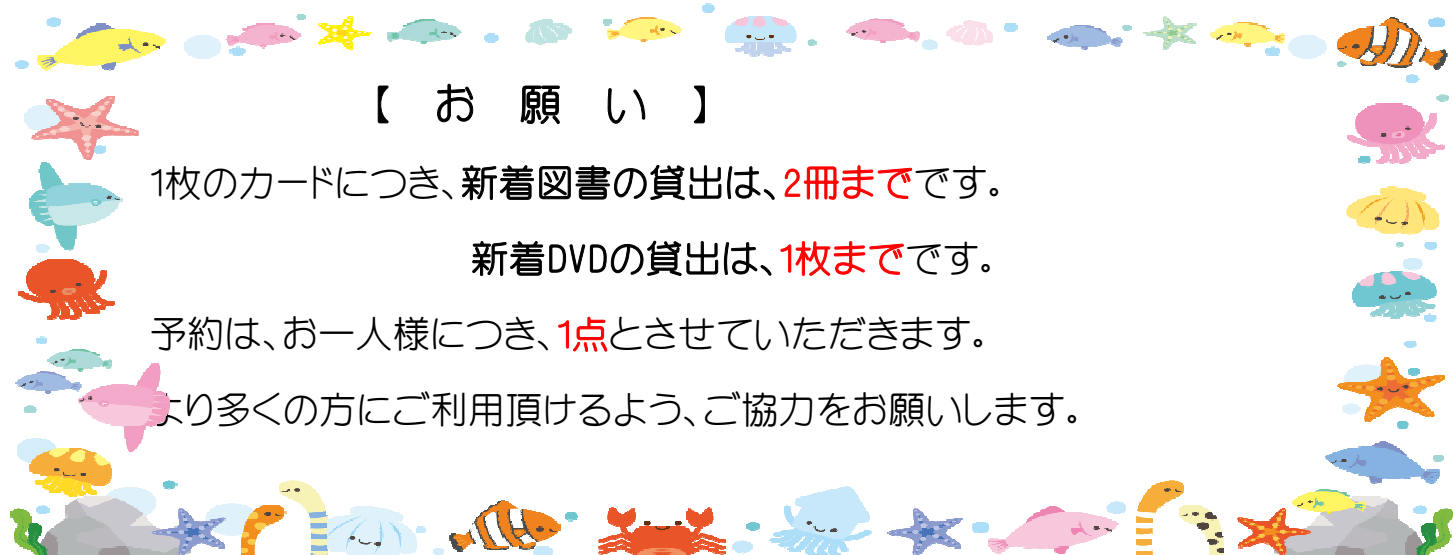 【　お　願　い　】
1枚のカードにつき、新着図書の貸出は、2冊までです。
新着DVDの貸出は、1枚までです。
予約は、お一人様につき、1点とさせていただきます。
より多くの方にご利用頂けるよう、ご協力をお願いします。